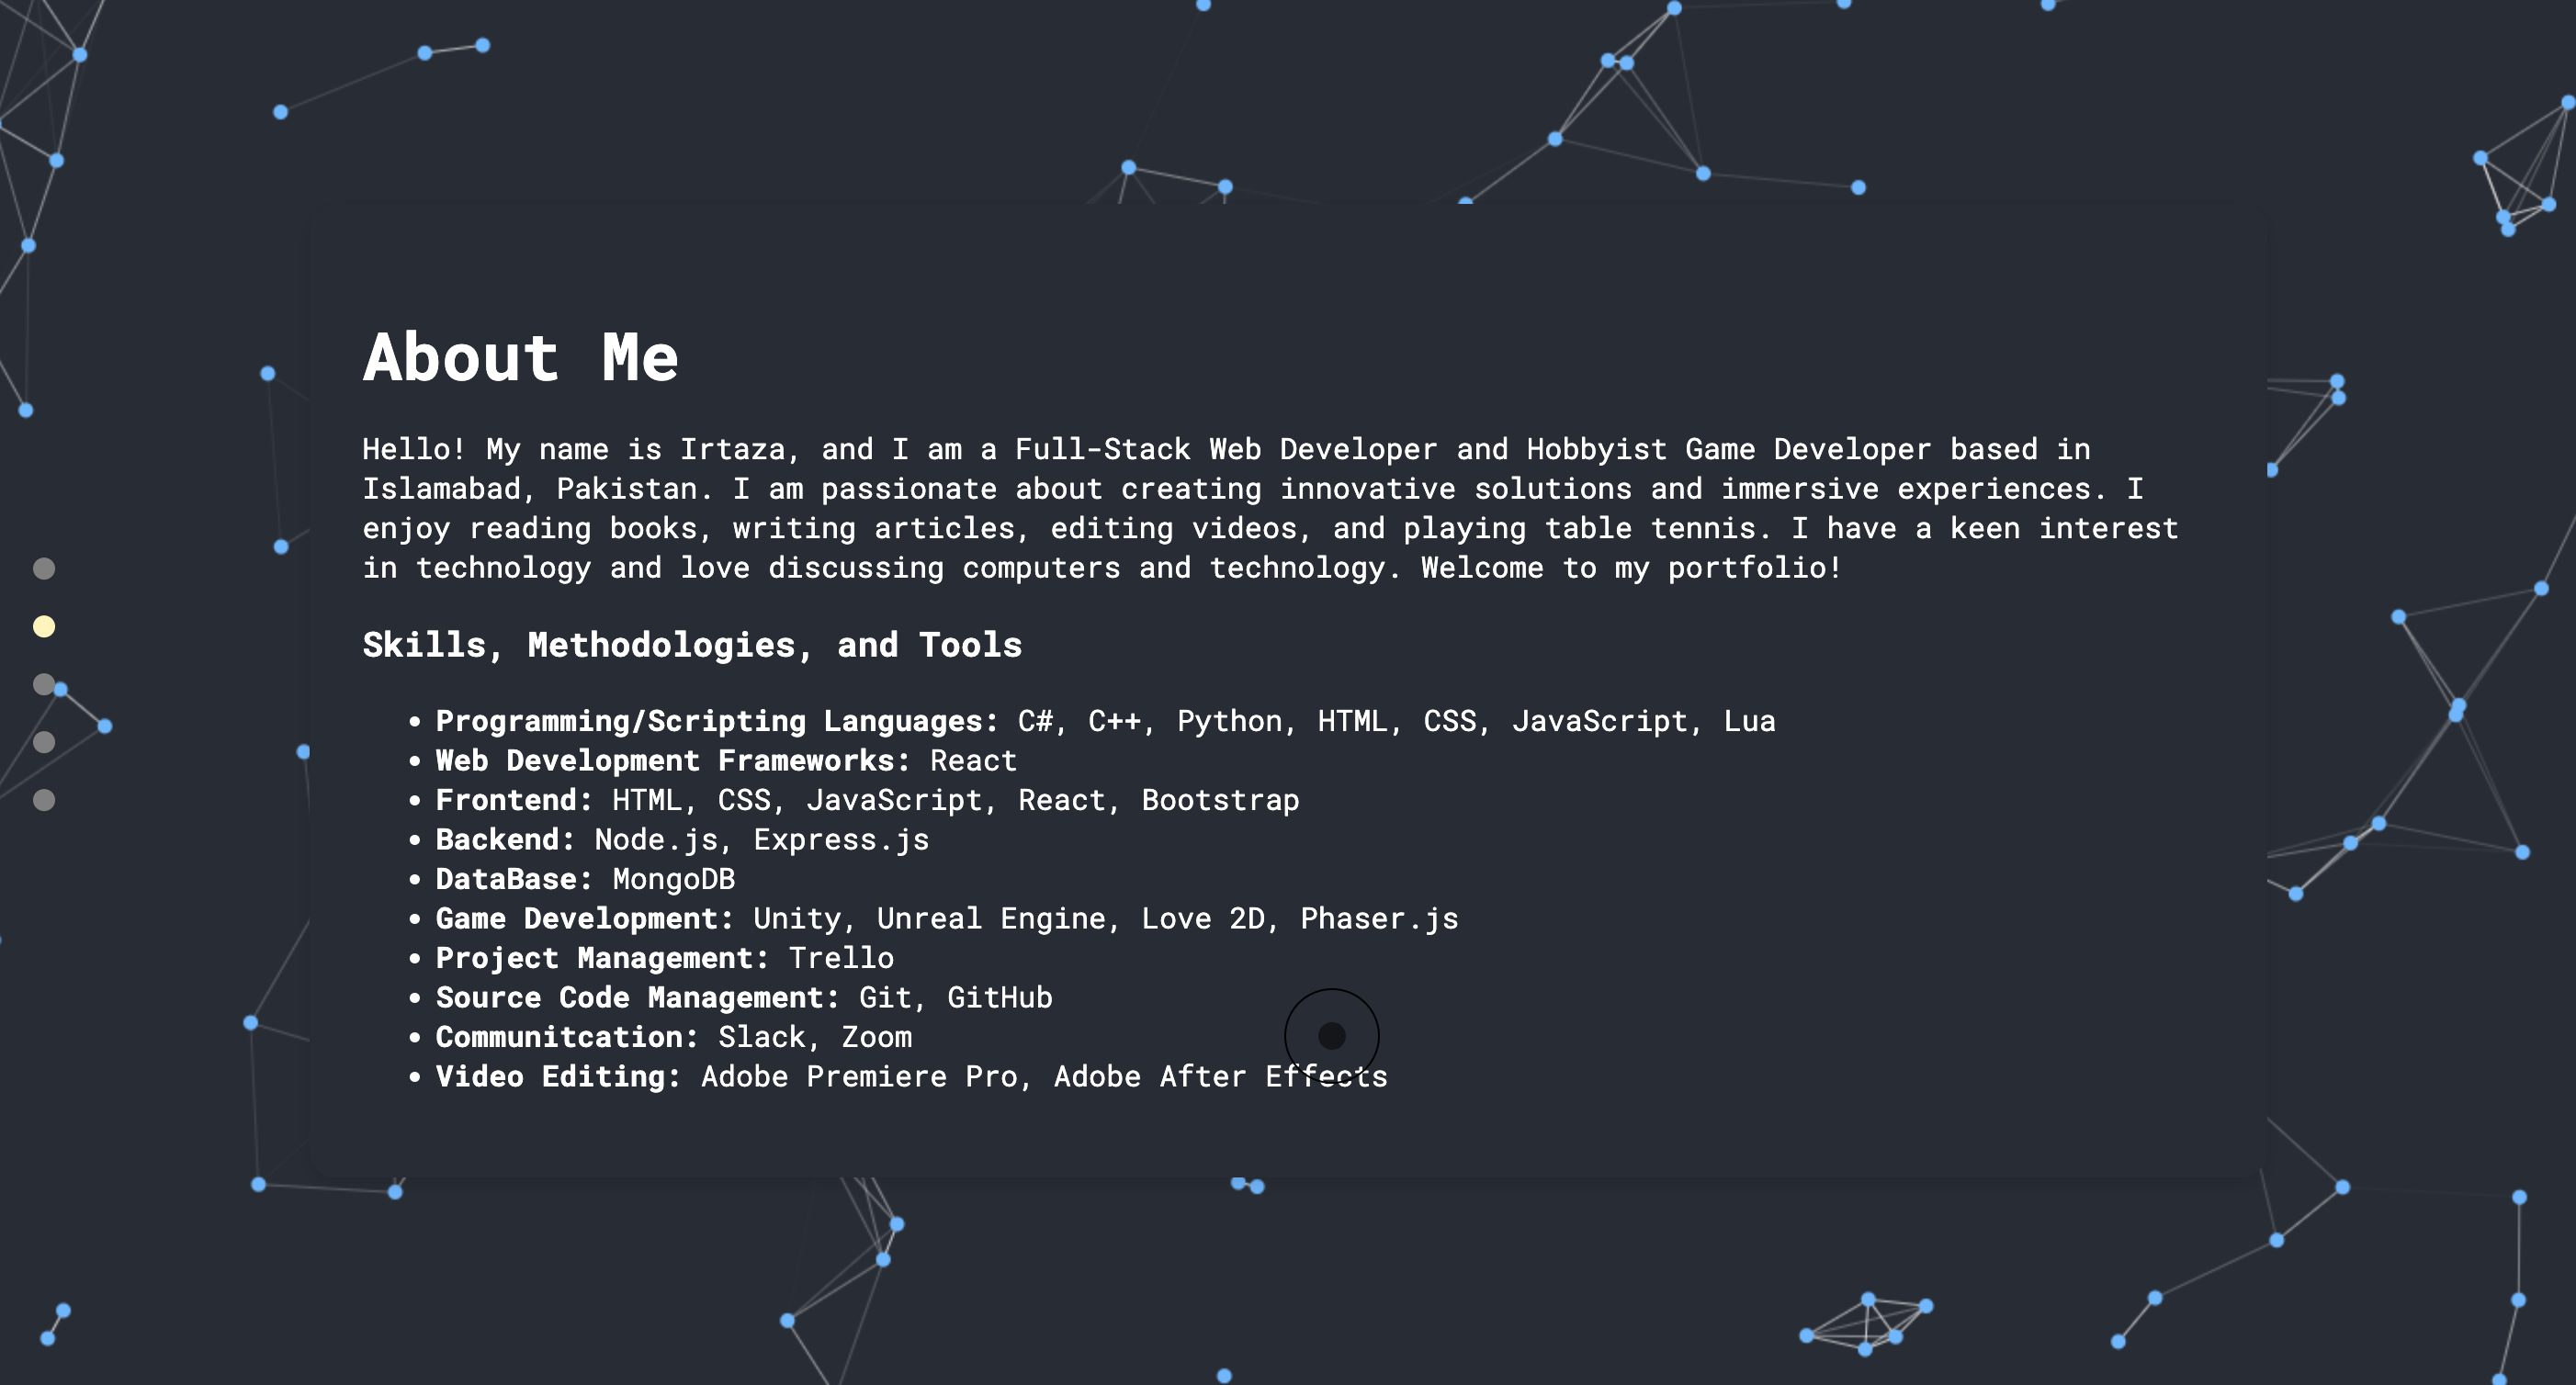 About Me
Hello! My name is Irtaza, and I am a Full-Stack Web Developer and Hobbyist Game Developer based in
Islamabad, Pakistan. I am passionate about creating innovative solutions and immersive experiences. I
enjoy reading books, writing articles, editing videos, and playing table tennis. I have a keen interest
in technology and love discussing computers and technology. Welcome to my portfolio!
Skills, Methodologies, and Tools
• Programming/Scripting Languages: C#, C++, Python, HTML, CSS, JavaScript, Lua
• Web Development Frameworks: React
• Frontend: HTML, CSS, JavaScript, React, Bootstrap
• Backend: Node.js, Express.js
• DataBase: MongoDB
• Game Development: Unity, Unreal Engine, Love 2D, Phaser.js
• Project Management: Trello
• Source Code Management: Git, GitHub
• Communitcation: Slack, Zoom
• Video Editing: Adobe Premiere Pro, Adobe After Effects